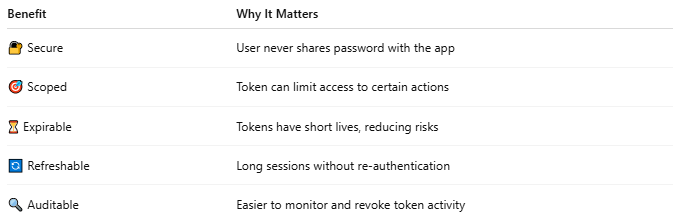 Benefit Why It Matters
🔐 Secure User never shares password with the app
🎯 Scoped Token can limit access to certain actions
⏳ Expirable Tokens have short lives, reducing risks
🔄 Refreshable Long sessions without re-authentication
🔍 Auditable Easier to monitor and revoke token activity